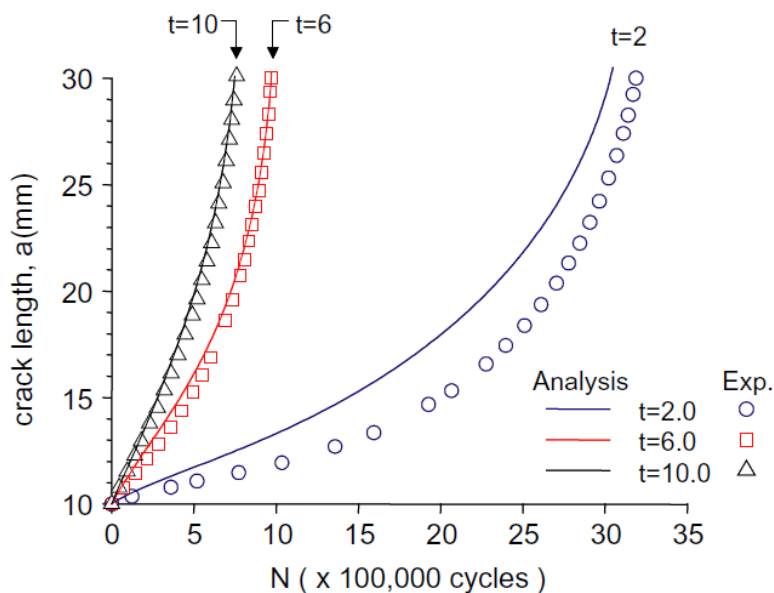 t=10 t=6
t=2
30
25
20
15
10
crack length, a(mm)
Analysis Exp.
t=2.0
t=6.0
t=10.0
0 5 10 15 20 25 30 35
N ( x 100,000 cycles )